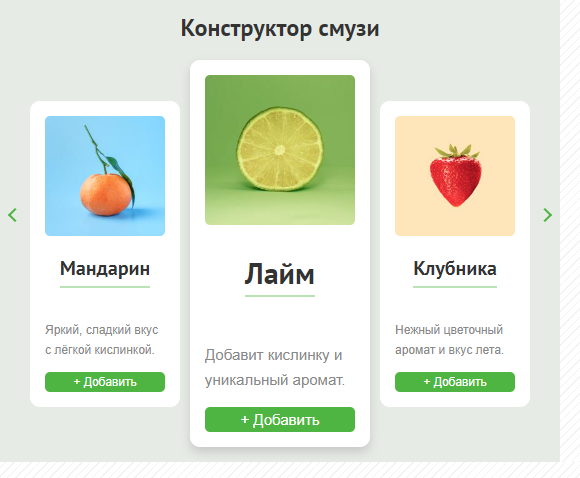 Конструктор смузи
Мандарин
Яркий, сладкий вкус
с лёгкой кислинкой.
+ Добавить
Лайм
Добавит кислинку и
уникальный аромат.
+ Добавить
Клубника
Нежный цветочный
аромат и вкус лета.
+ Добавить